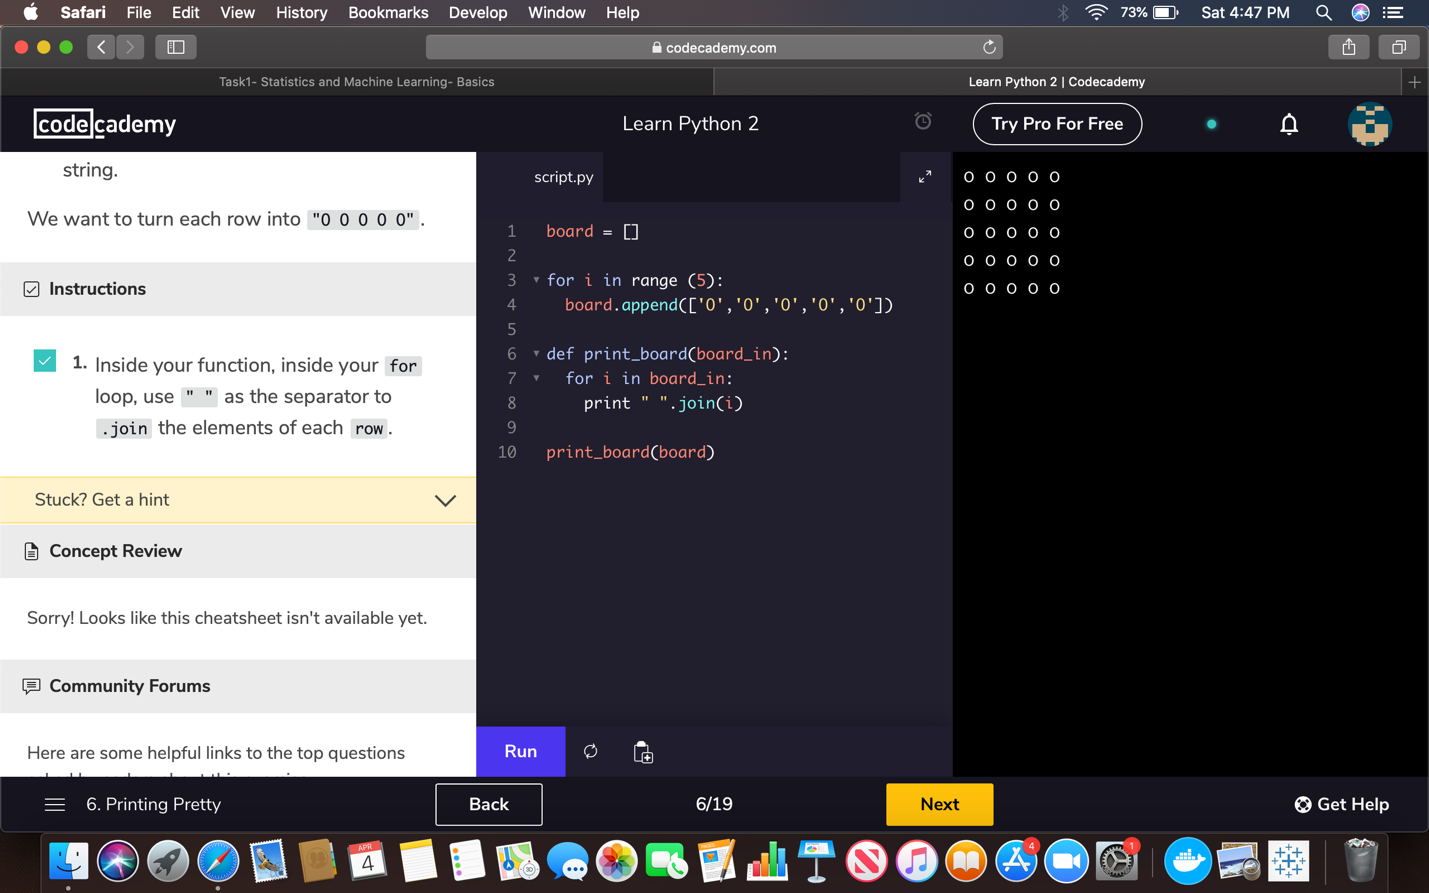 Safari File Edit View History Bookmarks Develop Window Help 73% Sat 4:47 PM
codecademy.com
Task1- Statistics and Machine Learning- Basics Learn Python 2 | Codecademy
codecademy Learn Python 2 Try Pro For Free
string.
We want to turn each row into "O O O O O".
Instructions
1. Inside your function, inside your for
loop, use " " as the separator to
.join the elements of each row.
Stuck? Get a hint
Concept Review
Sorry! Looks like this cheatsheet isn't available yet.
Community Forums
Here are some helpful links to the top questions
script.py
1 board = []
2
3 for i in range (5):
4 board.append(['O','O','O','O','O'])
5
6 def print_board(board_in):
7 for i in board_in:
8 print " ".join(i)
9
10 print_board(board)
Run
O O O O O
O O O O O
O O O O O
O O O O O
O O O O O
6. Printing Pretty Back 6/19 Next Get Help
APR
4
3D
4
1